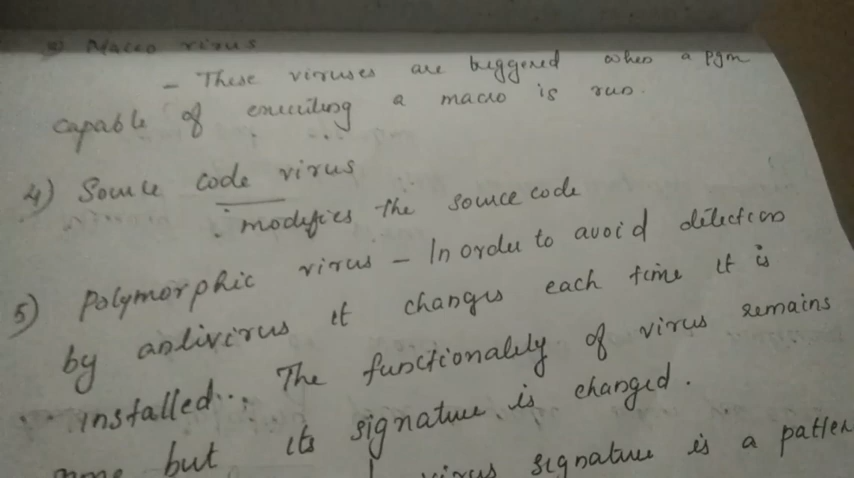 3) Macro virus
- These viruses are triggered when a pgm
capable of executing a macro is run.
4) Source code virus
modifies the source code
5) Polymorphic virus - In order to avoid detection
by antivirus it changes each time it is
installed... The functionality of virus remains
same but its signature is changed.
virus signature is a pattern